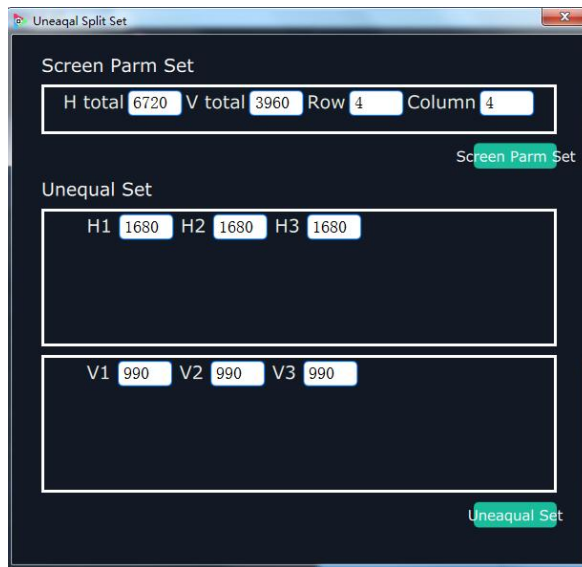 Uneaqal Split Set
Screen Parm Set
H total 6720 V total 3960 Row 4 Column 4
Screen Parm Set
Unequal Set
H1 1680 H2 1680 H3 1680
V1 990 V2 990 V3 990
Uneaqual Set